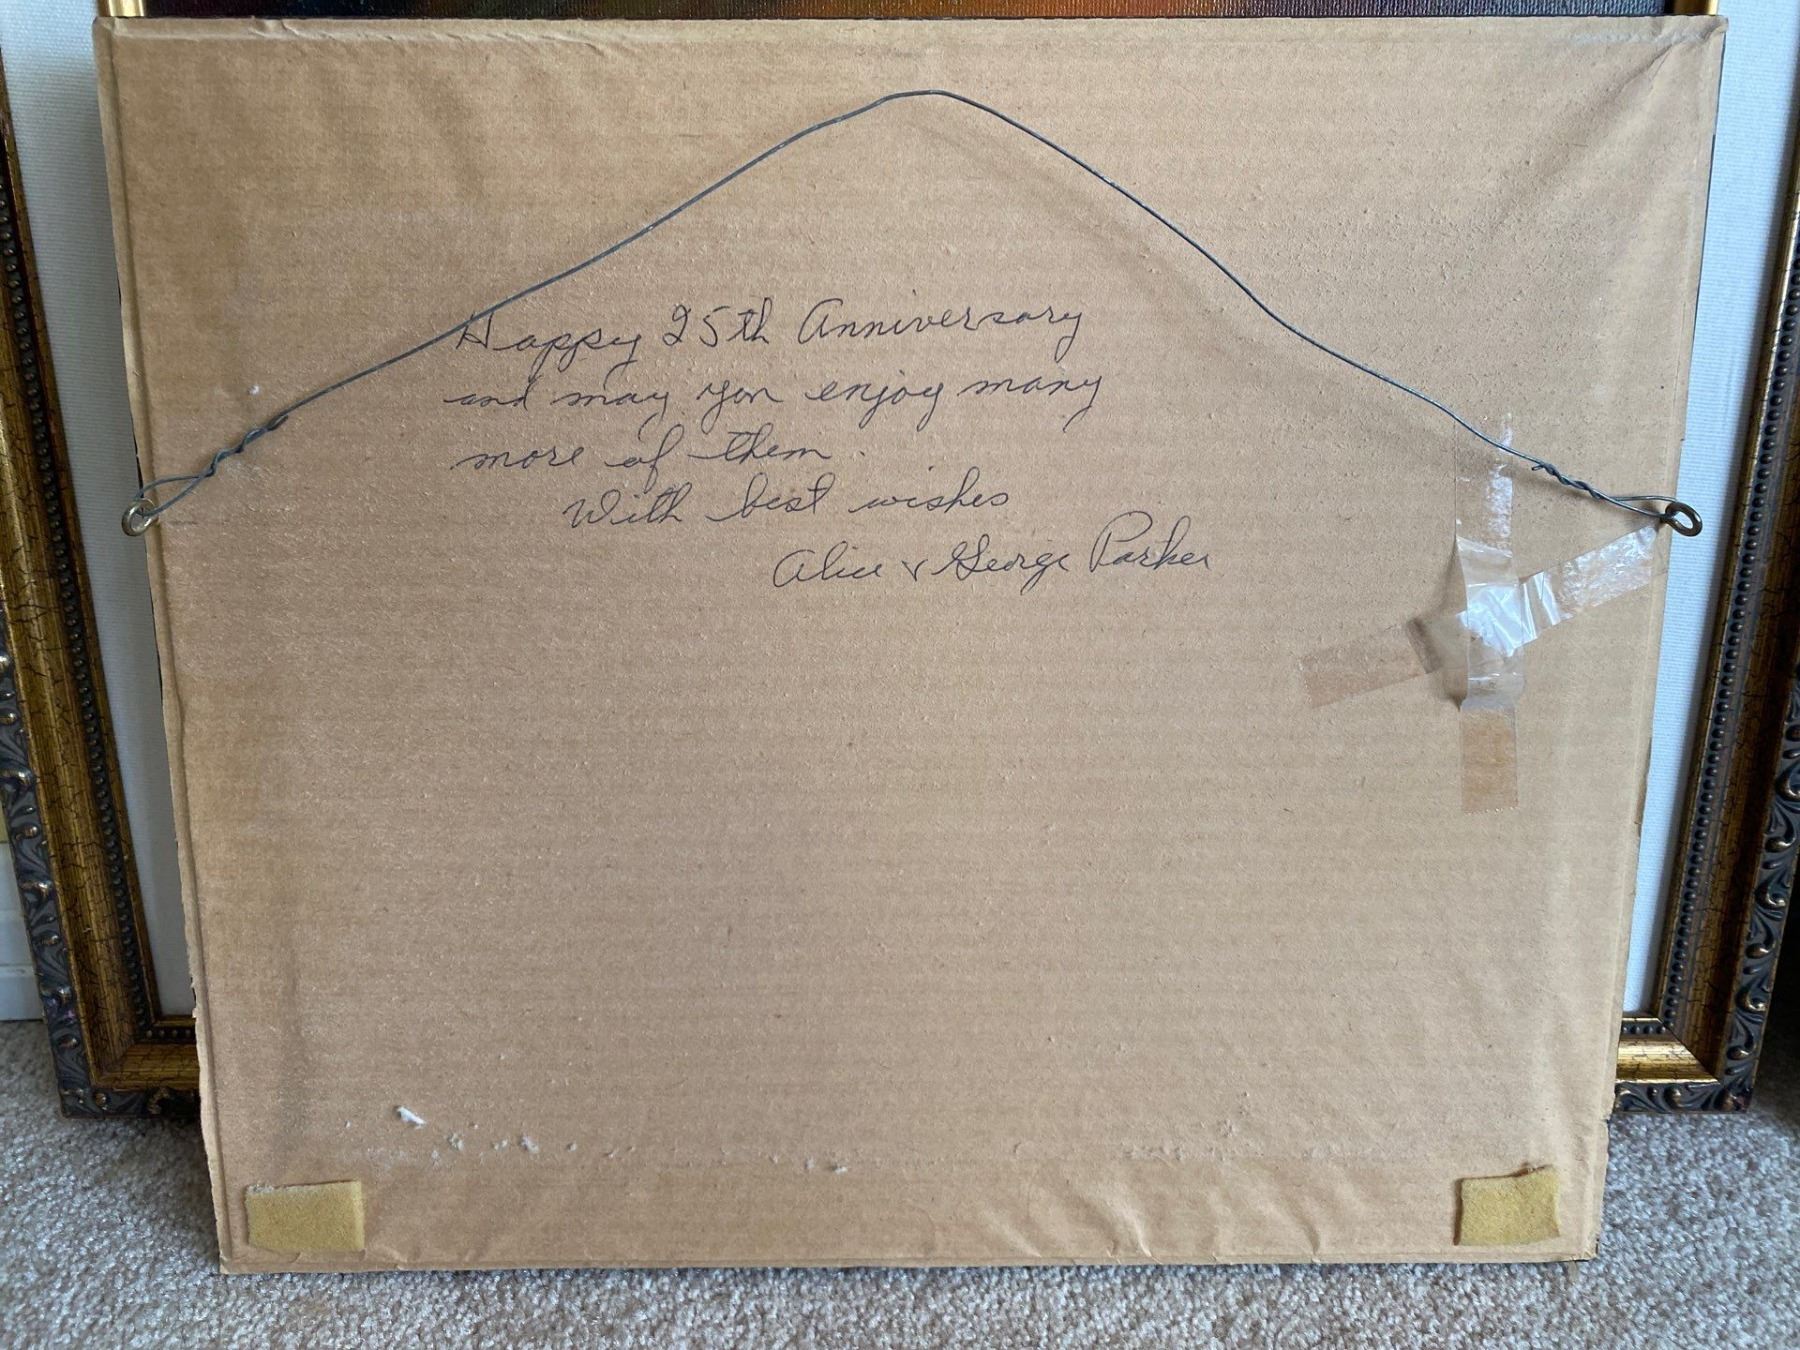 Happy 25th Anniversary
and may you enjoy many
more of them.
With best wishes
Alice & George Parker